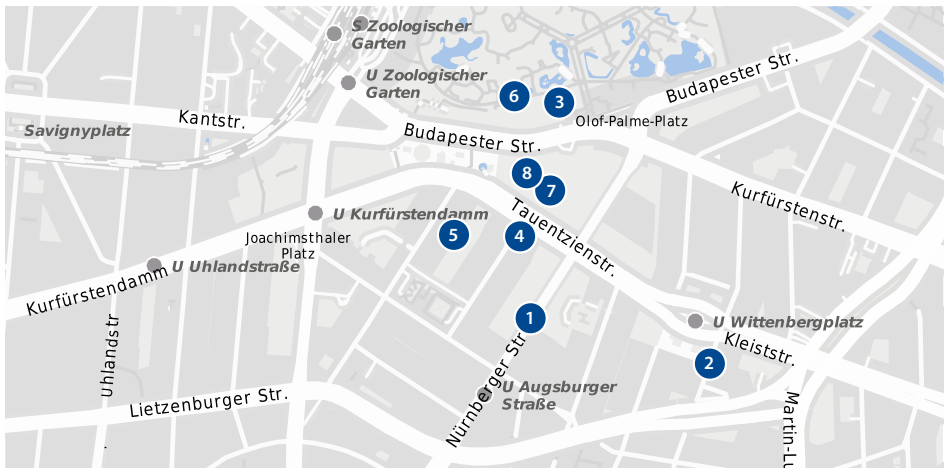 S Zoologischer
Garten
U Zoologischer
Garten
Budapester Str.
6
3
Olof-Palme-Platz
Kantstr.
Savignyplatz
Budapester Str.
8
7
Kurfürstenstr.
U Kurfürstendamm
Tauentzienstr.
Joachimsthaler
Platz
5
4
U Uhlandstraße
Kurfürstendamm
1
U Wittenbergplatz
Kleiststr.
2
Uhlandstr
Nürnberger Str
U Augsburger
Straße
Lietzenburger Str.
Martin-Lu